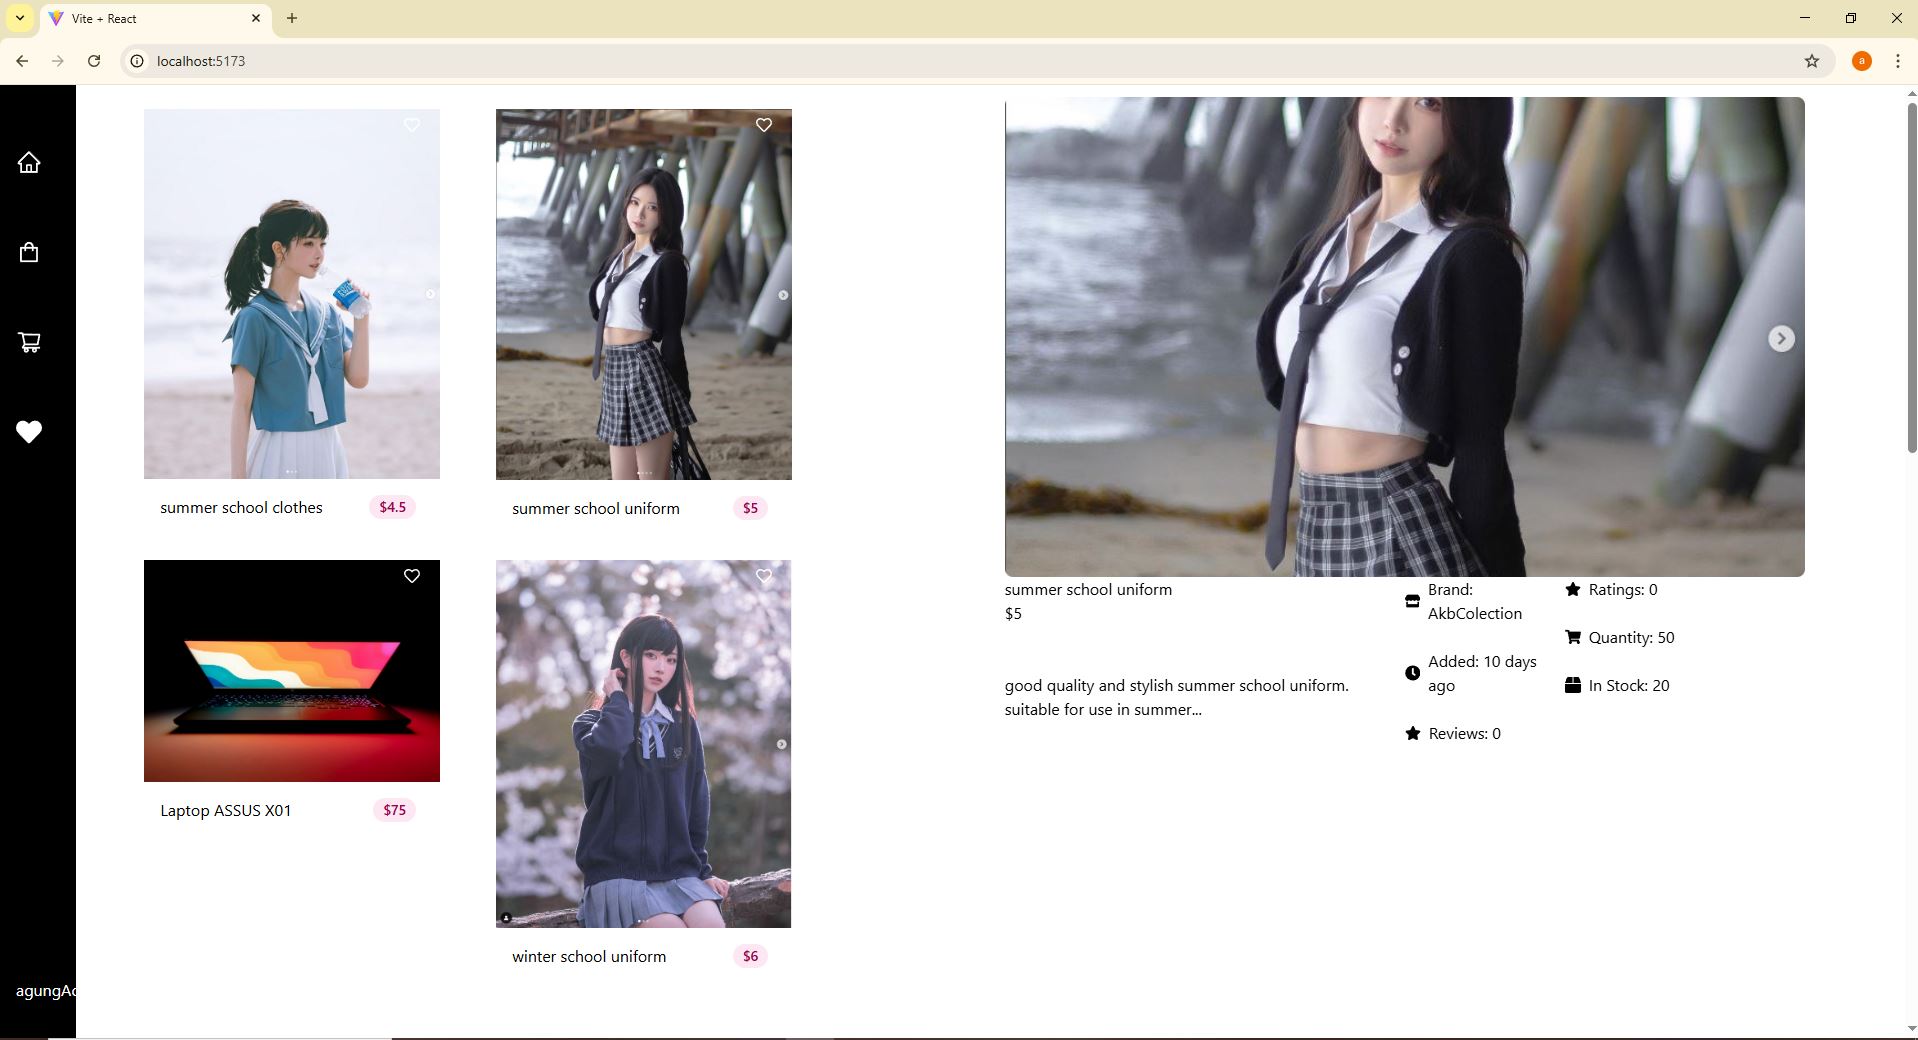 Vite + React
localhost:5173
a
summer school clothes
$4.5
summer school uniform
$5
Laptop ASSUS X01
$75
winter school uniform
$6
agungAd
summer school uniform
$5
good quality and stylish summer school uniform.
suitable for use in summer...
Brand:
AkbColection
Added: 10 days
ago
Reviews: 0
Ratings: 0
Quantity: 50
In Stock: 20